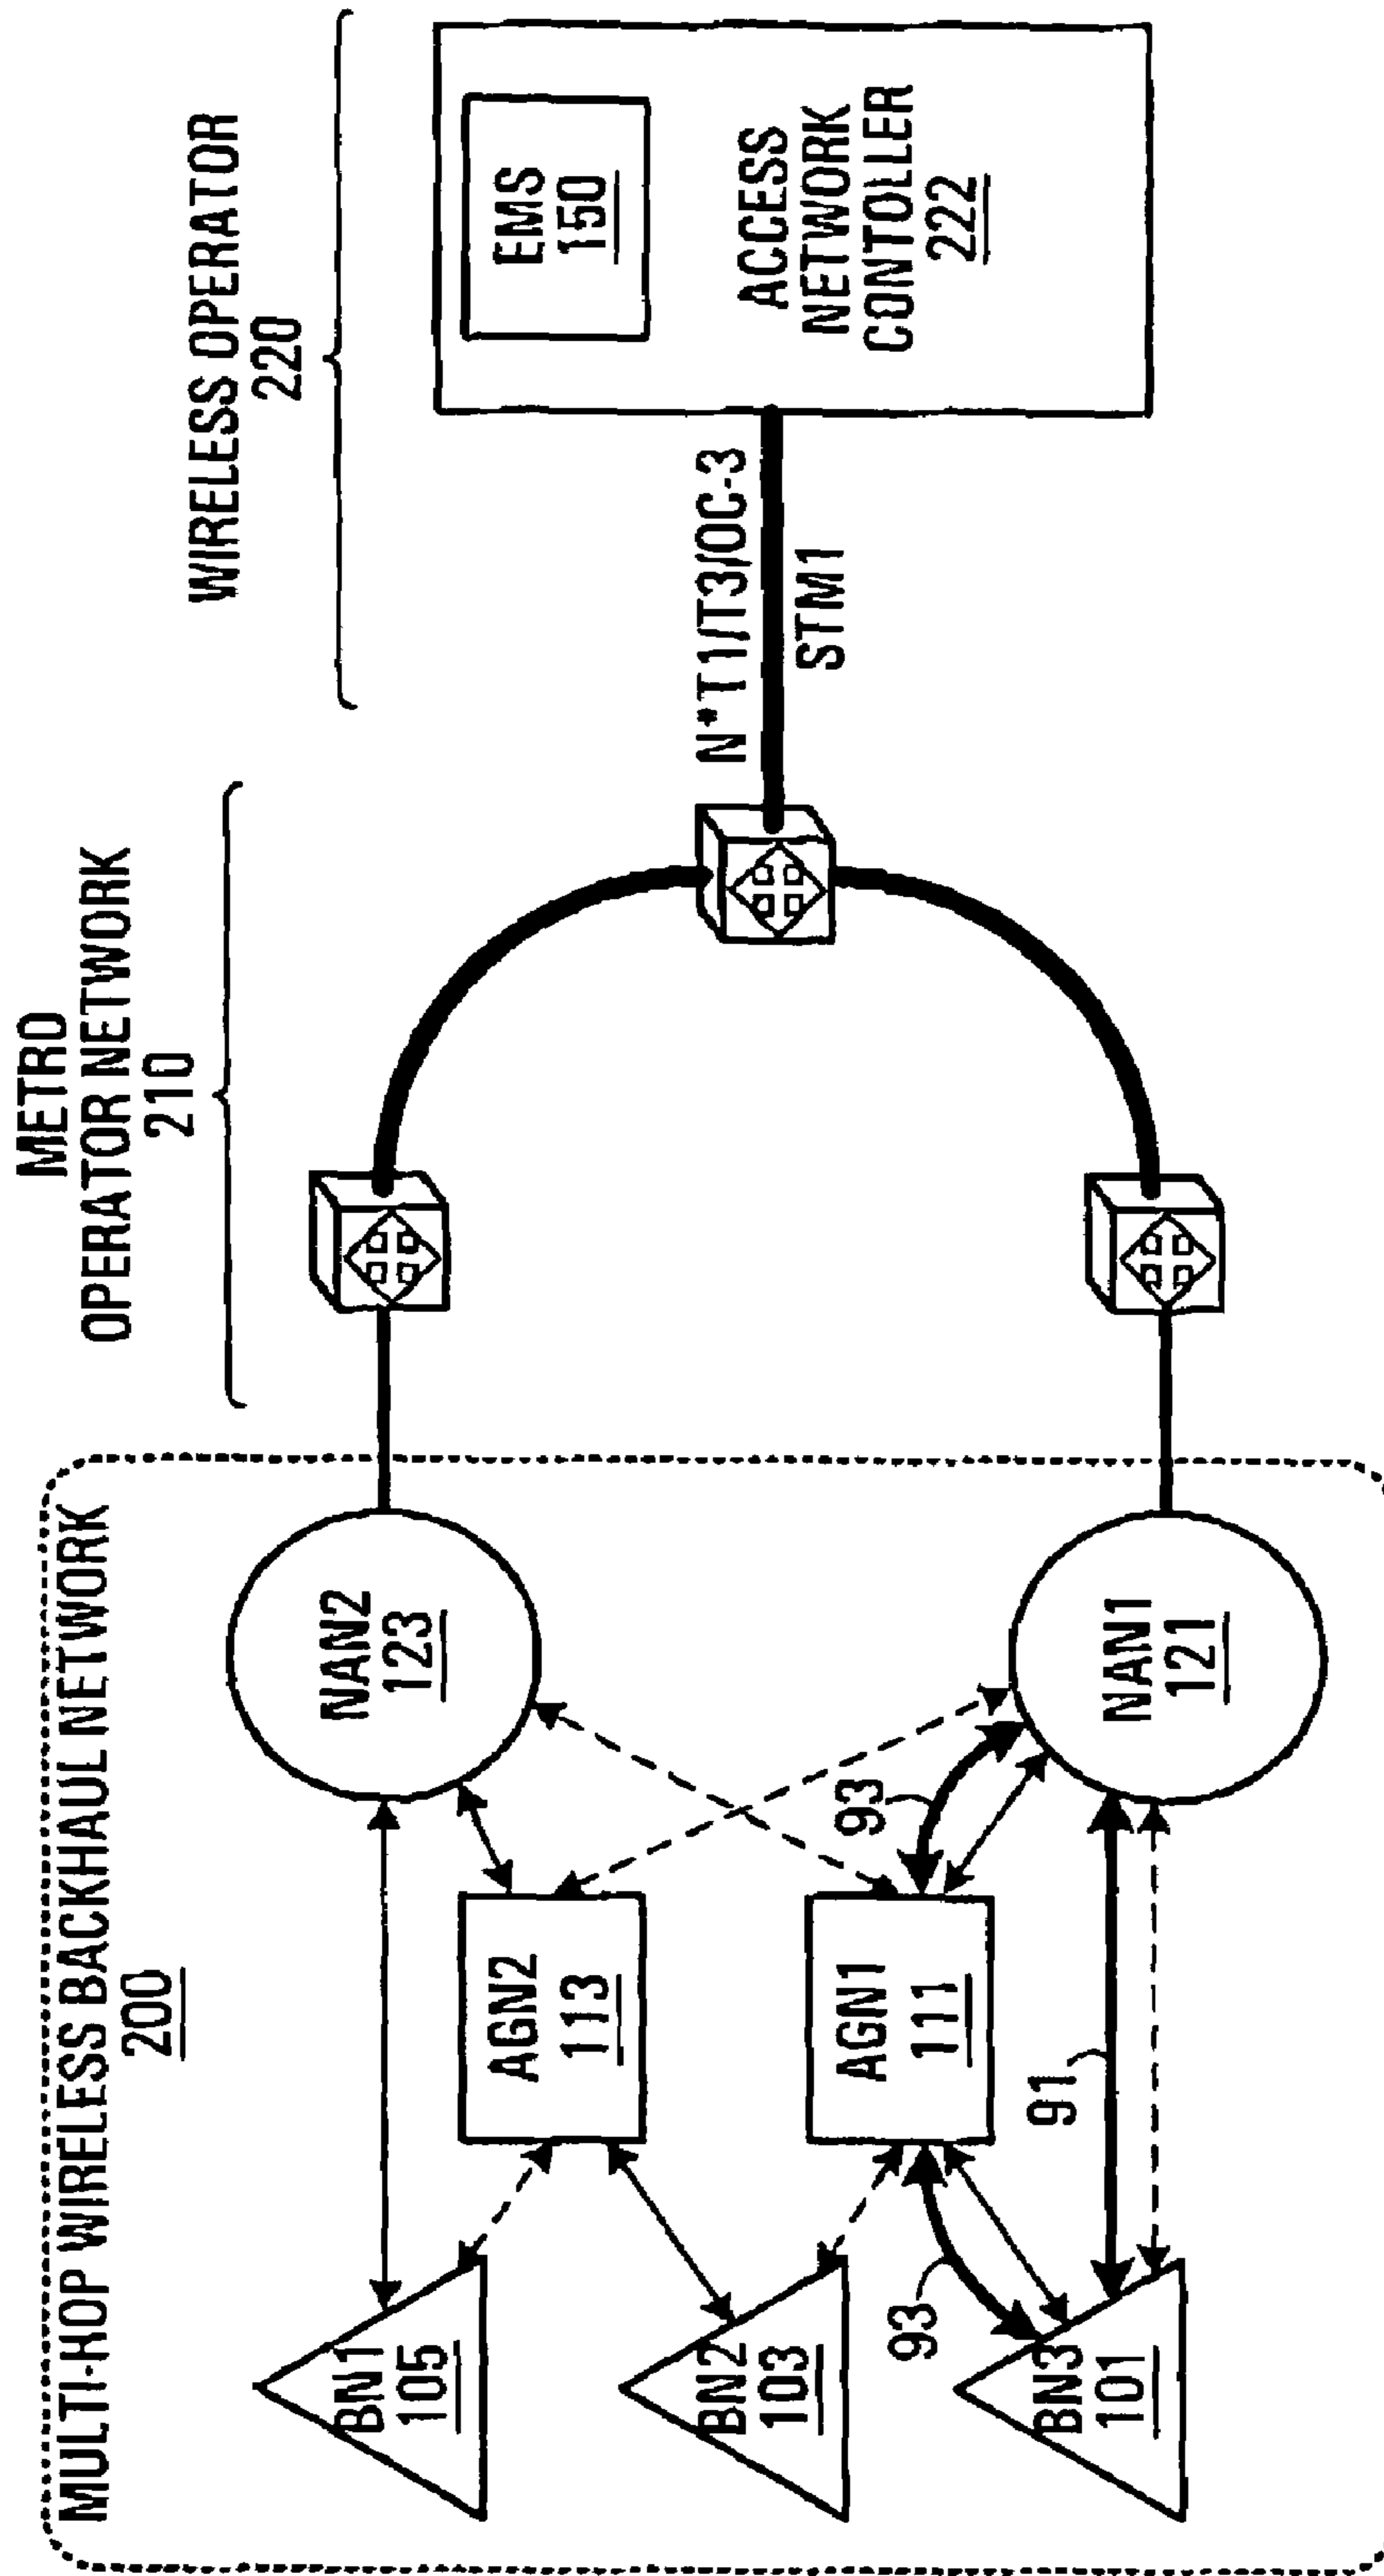 MULTI-HOP WIRELESS BACKHAUL NETWORK
200
METRO
OPERATOR NETWORK
210
WIRELESS OPERATOR
220
BN1
105
BN2
103
BN3
101
AGN2
113
AGN1
111
93
93
91
NAN2
123
NAN1
121
N*T1/T3/OC-3
STM1
EMS
150
ACCESS
NETWORK
CONTOLLER
222